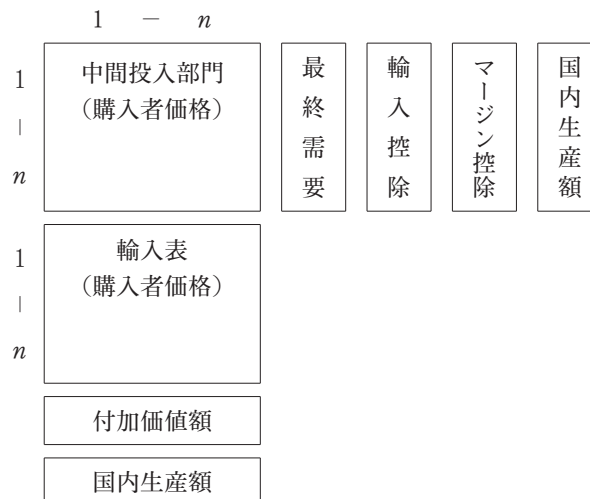 1 － n
1
｜
n
中間投入部門
（購入者価格）
最終需要
輸入控除
マージン控除
国内生産額
1
｜
n
輸入表
（購入者価格）
付加価値額
国内生産額